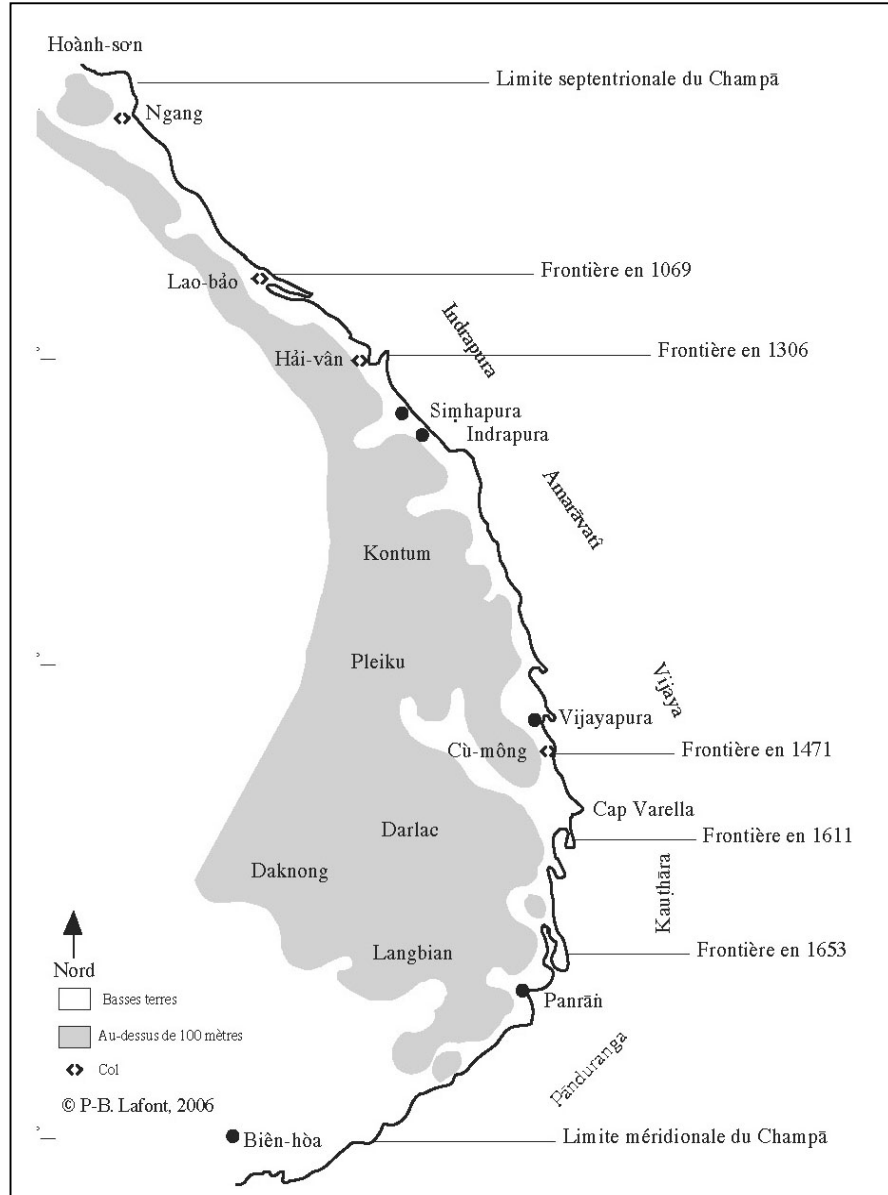 Hoành-sơn
Limite septentrionale du Champā
Ngang
Frontière en 1069
Lao-bảo
Indrapura
Frontière en 1306
Hải-vân
Siṃhapura
Indrapura
Amarāvatī
Kontum
Pleiku
Vijaya
Vijayapura
Cù-mông
Frontière en 1471
Cap Varella
Darlac
Frontière en 1611
Daknong
Kauṭhāra
Langbian
Frontière en 1653
Nord
Panrāṅ
Basses terres
Au-dessus de 100 mètres
Pāṇḍuraṅga
Col
© P-B. Lafont, 2006
Biên-hòa
Limite méridionale du Champā